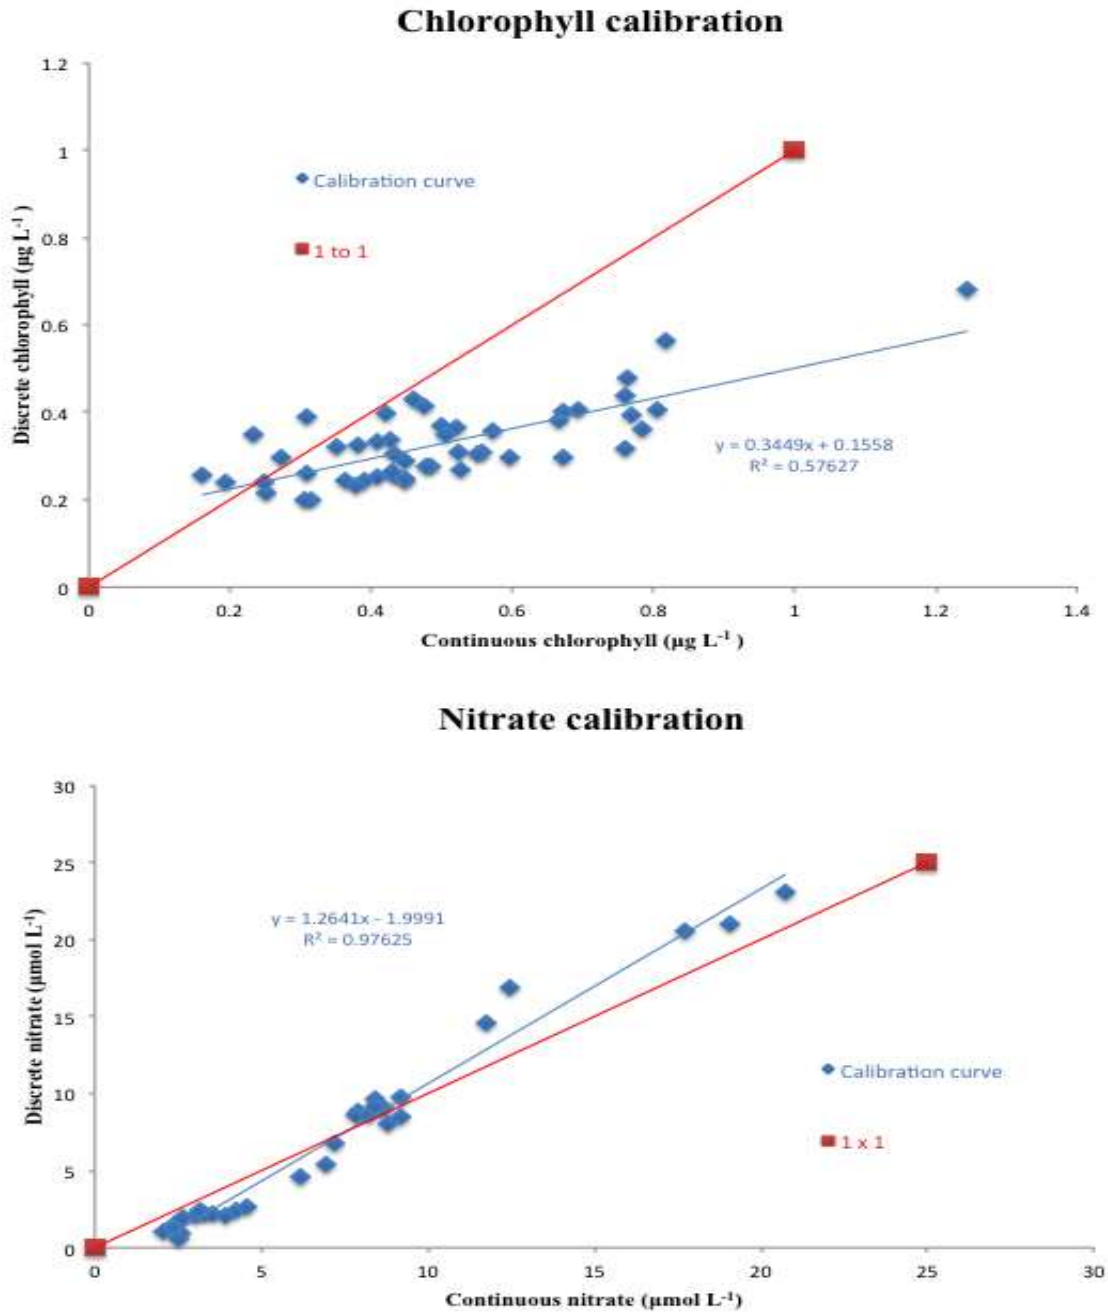 Chlorophyll calibration
1.2
1
0.8
0.6
0.4
0.2
0
Discrete chlorophyll (µg L⁻¹ )
Calibration curve
1 to 1
y = 0.3449x + 0.1558
R² = 0.57627
0 0.2 0.4 0.6 0.8 1 1.2 1.4
Continuous chlorophyll (µg L⁻¹ )
Nitrate calibration
30
25
20
15
10
5
0
Discrete nitrate (µmol L⁻¹)
y = 1.2641x - 1.9991
R² = 0.97625
Calibration curve
1 x 1
0 5 10 15 20 25 30
Continuous nitrate (µmol L⁻¹)